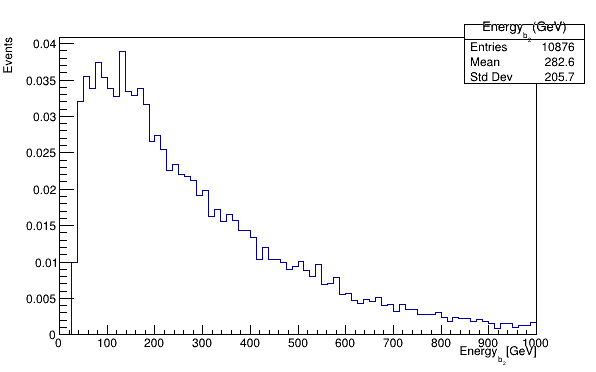 Energy_b₂(GeV)
Entries 10876
Mean 282.6
Std Dev 205.7
Events
0.04
0.035
0.03
0.025
0.02
0.015
0.01
0.005
0
0 100 200 300 400 500 600 700 800 900 1000
Energy_b₂[GeV]